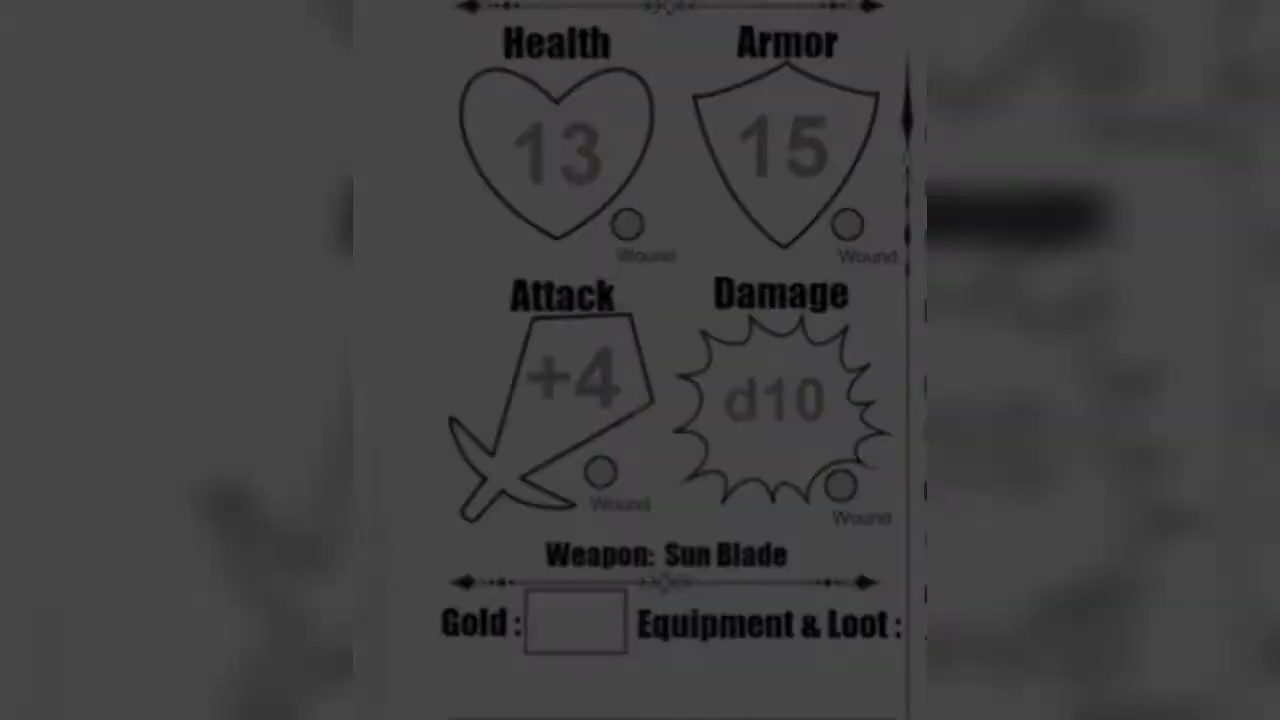 Health Armor
13 15
Wound Wound
Attack Damage
+4 d10
Wound Wound
Weapon: Sun Blade
Gold : Equipment & Loot :